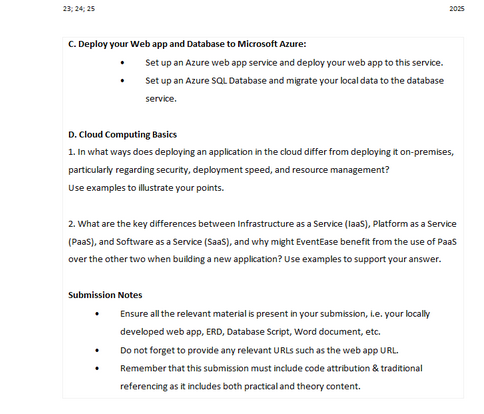 23; 24; 25 2025
C. Deploy your Web app and Database to Microsoft Azure:
• Set up an Azure web app service and deploy your web app to this service.
• Set up an Azure SQL Database and migrate your local data to the database
service.
D. Cloud Computing Basics
1. In what ways does deploying an application in the cloud differ from deploying it on-premises,
particularly regarding security, deployment speed, and resource management?
Use examples to illustrate your points.
2. What are the key differences between Infrastructure as a Service (IaaS), Platform as a Service
(PaaS), and Software as a Service (SaaS), and why might EventEase benefit from the use of PaaS
over the other two when building a new application? Use examples to support your answer.
Submission Notes
• Ensure all the relevant material is present in your submission, i.e. your locally
developed web app, ERD, Database Script, Word document, etc.
• Do not forget to provide any relevant URLs such as the web app URL.
• Remember that this submission must include code attribution & traditional
referencing as it includes both practical and theory content.